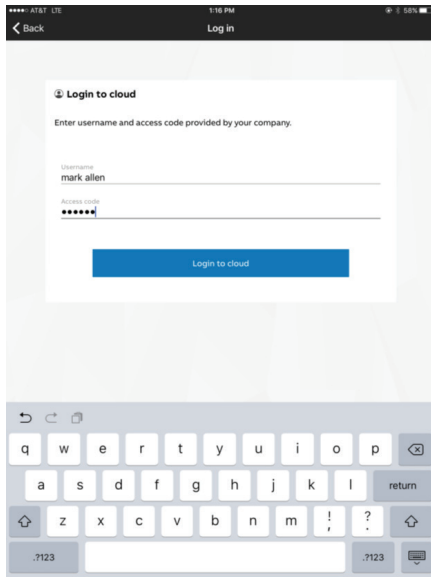 AT&T LTE 1:16 PM 58%
Back Log in
Login to cloud
Enter username and access code provided by your company.
Username
mark allen
Access code
••••••
Login to cloud
q w e r t y u i o p
a s d f g h j k l return
z x c v b n m ! , ? .
.?123 .?123